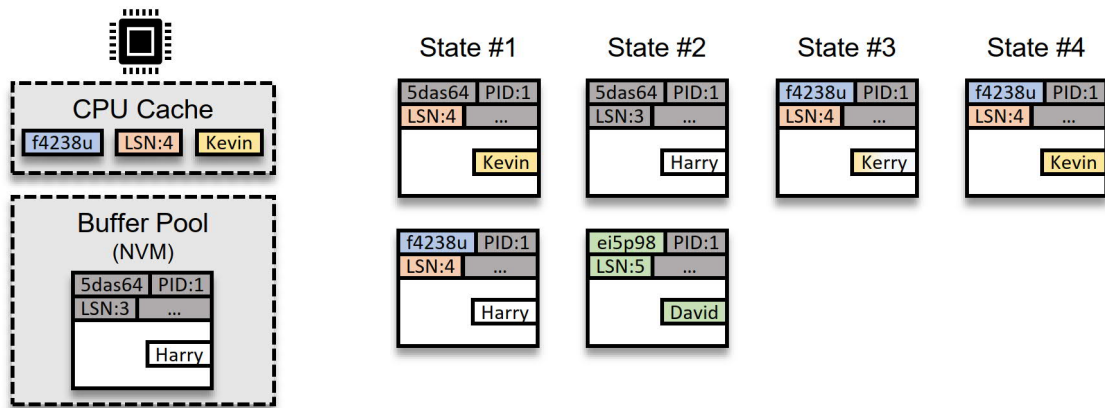 CPU Cache
f4238u LSN:4 Kevin
Buffer Pool
(NVM)
5das64 PID:1
LSN:3 ...
Harry
State #1
5das64 PID:1
LSN:4 ...
Kevin
f4238u PID:1
LSN:4 ...
Harry
State #2
5das64 PID:1
LSN:3 ...
Harry
ei5p98 PID:1
LSN:5 ...
David
State #3
f4238u PID:1
LSN:4 ...
Kerry
State #4
f4238u PID:1
LSN:4 ...
Kevin